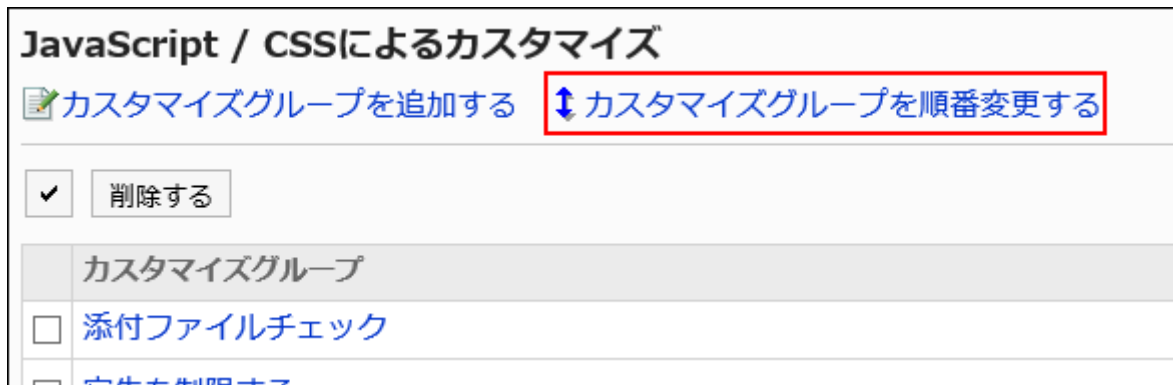 JavaScript / CSSによるカスタマイズ
カスタマイズグループを追加する カスタマイズグループを順番変更する
削除する
カスタマイズグループ
添付ファイルチェック